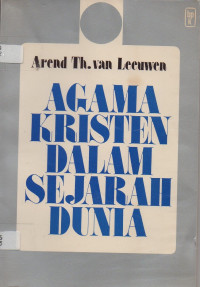 Arend Th. van Leeuwen
AGAMA
KRISTEN
DALAM
SEJARAH
DUNIA